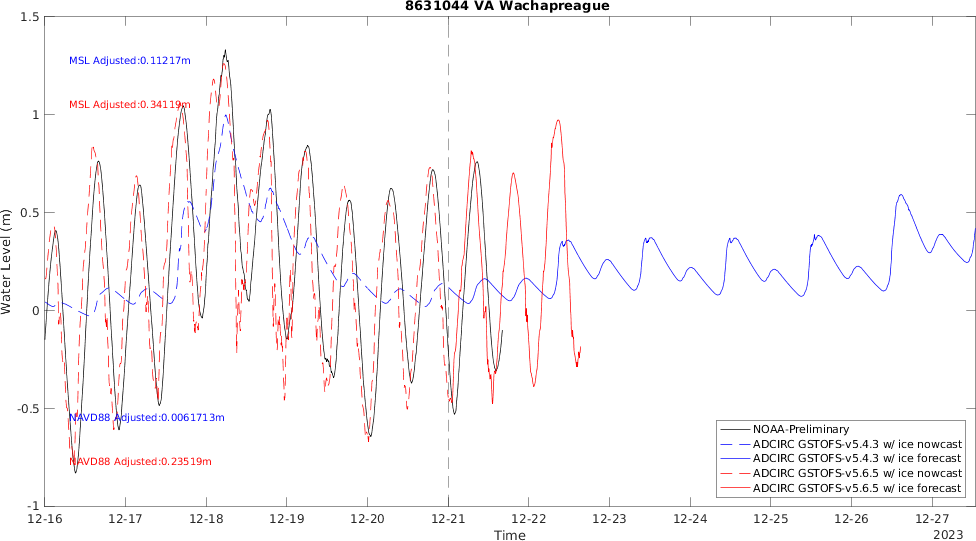 8631044 VA Wachapreague
1.5
MSL Adjusted:0.11217m
MSL Adjusted:0.34119m
1
0.5
Water Level (m)
0
-0.5
NAVD88 Adjusted:0.0061713m
NAVD88 Adjusted:0.23519m
-1
NOAA-Preliminary
ADCIRC GSTOFS-v5.4.3 w/ ice nowcast
ADCIRC GSTOFS-v5.4.3 w/ ice forecast
ADCIRC GSTOFS-v5.6.5 w/ ice nowcast
ADCIRC GSTOFS-v5.6.5 w/ ice forecast
12-16 12-17 12-18 12-19 12-20 12-21 12-22 12-23 12-24 12-25 12-26 12-27
Time
2023